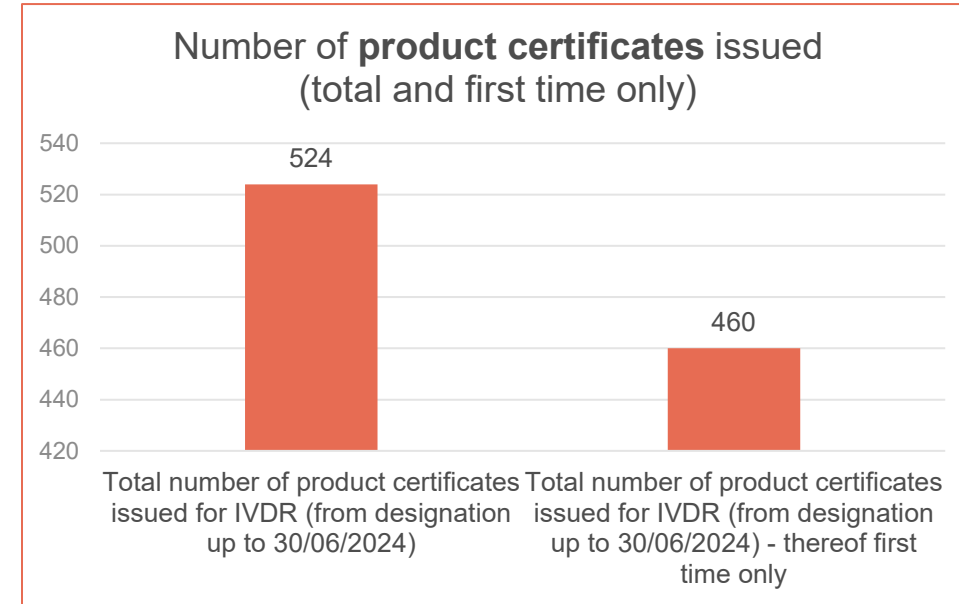 Number of product certificates issued
(total and first time only)
540
520
500
480
460
440
420
524
460
Total number of product certificates
issued for IVDR (from designation
up to 30/06/2024)
Total number of product certificates
issued for IVDR (from designation
up to 30/06/2024) - thereof first
time only